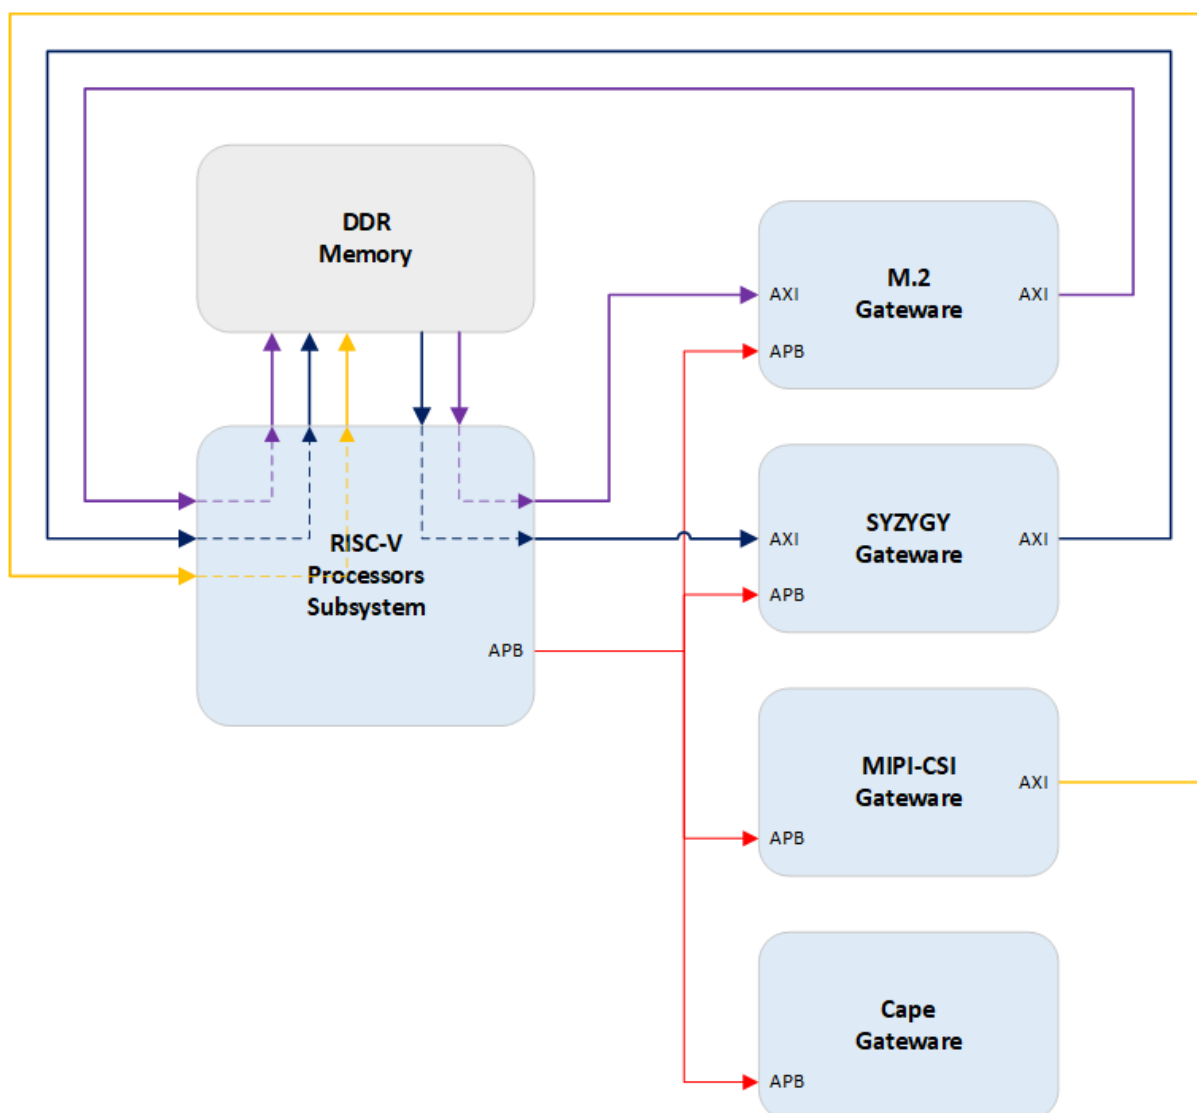 DDR
Memory
RISC-V
Processors
Subsystem
APB
M.2
Gateware
AXI
AXI
APB
SYZYGY
Gateware
AXI
AXI
APB
MIPI-CSI
Gateware
AXI
APB
Cape
Gateware
APB